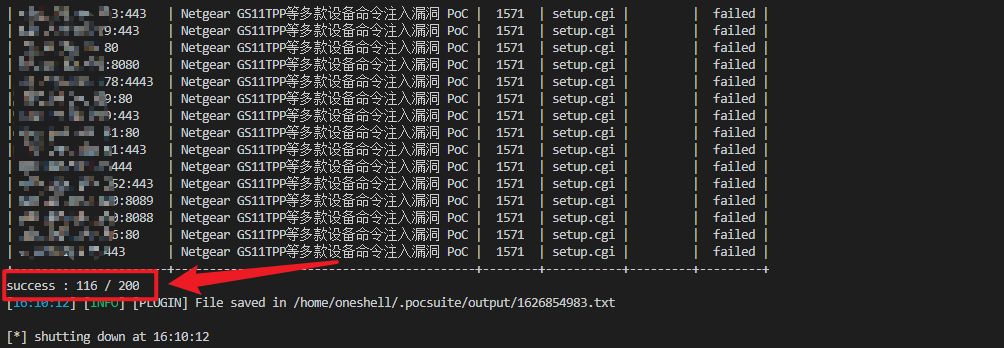 | 3:443 | Netgear GS11TPP等多款设备命令注入漏洞 PoC | 1571 | setup.cgi | | failed |
| 9:443 | Netgear GS11TPP等多款设备命令注入漏洞 PoC | 1571 | setup.cgi | | failed |
| 80 | Netgear GS11TPP等多款设备命令注入漏洞 PoC | 1571 | setup.cgi | | failed |
| :8080 | Netgear GS11TPP等多款设备命令注入漏洞 PoC | 1571 | setup.cgi | | failed |
| 78:4443 | Netgear GS11TPP等多款设备命令注入漏洞 PoC | 1571 | setup.cgi | | failed |
| 9:80 | Netgear GS11TPP等多款设备命令注入漏洞 PoC | 1571 | setup.cgi | | failed |
| 9:443 | Netgear GS11TPP等多款设备命令注入漏洞 PoC | 1571 | setup.cgi | | failed |
| 1:80 | Netgear GS11TPP等多款设备命令注入漏洞 PoC | 1571 | setup.cgi | | failed |
| 1:443 | Netgear GS11TPP等多款设备命令注入漏洞 PoC | 1571 | setup.cgi | | failed |
| 444 | Netgear GS11TPP等多款设备命令注入漏洞 PoC | 1571 | setup.cgi | | failed |
| 52:443 | Netgear GS11TPP等多款设备命令注入漏洞 PoC | 1571 | setup.cgi | | failed |
| 0:8089 | Netgear GS11TPP等多款设备命令注入漏洞 PoC | 1571 | setup.cgi | | failed |
| 0:8088 | Netgear GS11TPP等多款设备命令注入漏洞 PoC | 1571 | setup.cgi | | failed |
| 6:80 | Netgear GS11TPP等多款设备命令注入漏洞 PoC | 1571 | setup.cgi | | failed |
| 443 | Netgear GS11TPP等多款设备命令注入漏洞 PoC | 1571 | setup.cgi | | failed |
success : 116 / 200
[16:10:12] [INFO] [PLUGIN] File saved in /home/oneshell/.pocsuite/output/1626854983.txt
[*] shutting down at 16:10:12